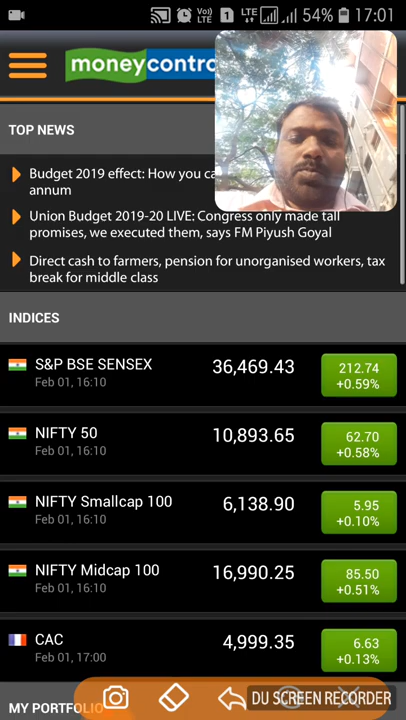 Vo))
LTE
1
LTE
54%
17:01
moneycontro
TOP NEWS
Budget 2019 effect: How you ca
annum
Union Budget 2019-20 LIVE: Congress only made tall
promises, we executed them, says FM Piyush Goyal
Direct cash to farmers, pension for unorganised workers, tax
break for middle class
INDICES
S&P BSE SENSEX
36,469.43
212.74
Feb 01, 16:10
+0.59%
NIFTY 50
10,893.65
62.70
Feb 01, 16:10
+0.58%
NIFTY Smallcap 100
6,138.90
5.95
Feb 01, 16:10
+0.10%
NIFTY Midcap 100
16,990.25
85.50
Feb 01, 16:10
+0.51%
CAC
4,999.35
6.63
Feb 01, 17:00
+0.13%
MY PORTFOLIO
DU SCREEN RECORDER